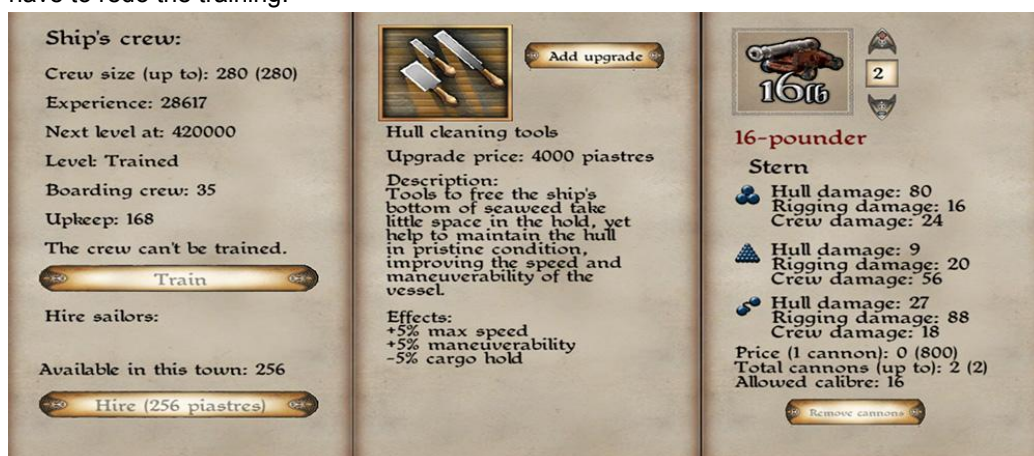 have to redo the training.
Ship's crew:
Crew size (up to): 280 (280)
Experience: 28617
Next level at: 420000
Level: Trained
Boarding crew: 35
Upkeep: 168
The crew can't be trained.
Train
Hire sailors:
Available in this town: 256
Hire (256 piastres)
Add upgrade
Hull cleaning tools
Upgrade price: 4000 piastres
Description:
Tools to free the ship's
bottom of seaweed take
little space in the hold, yet
help to maintain the hull
in pristine condition,
improving the speed and
maneuverability of the
vessel.
Effects:
+5% max speed
+5% maneuverability
-5% cargo hold
16lb
2
16-pounder
Stern
Hull damage: 80
Rigging damage: 16
Crew damage: 24
Hull damage: 9
Rigging damage: 20
Crew damage: 56
Hull damage: 27
Rigging damage: 88
Crew damage: 18
Price (1 cannon): 0 (800)
Total cannons (up to): 2 (2)
Allowed calibre: 16
Remove cannons